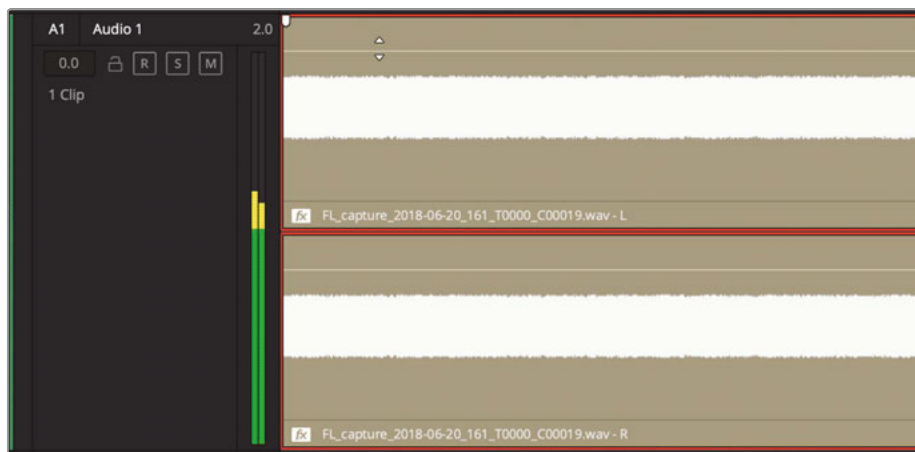 A1 Audio 1 2.0
0.0 R S M
1 Clip
fx FL_capture_2018-06-20_161_T0000_C00019.wav - L
fx FL_capture_2018-06-20_161_T0000_C00019.wav - R